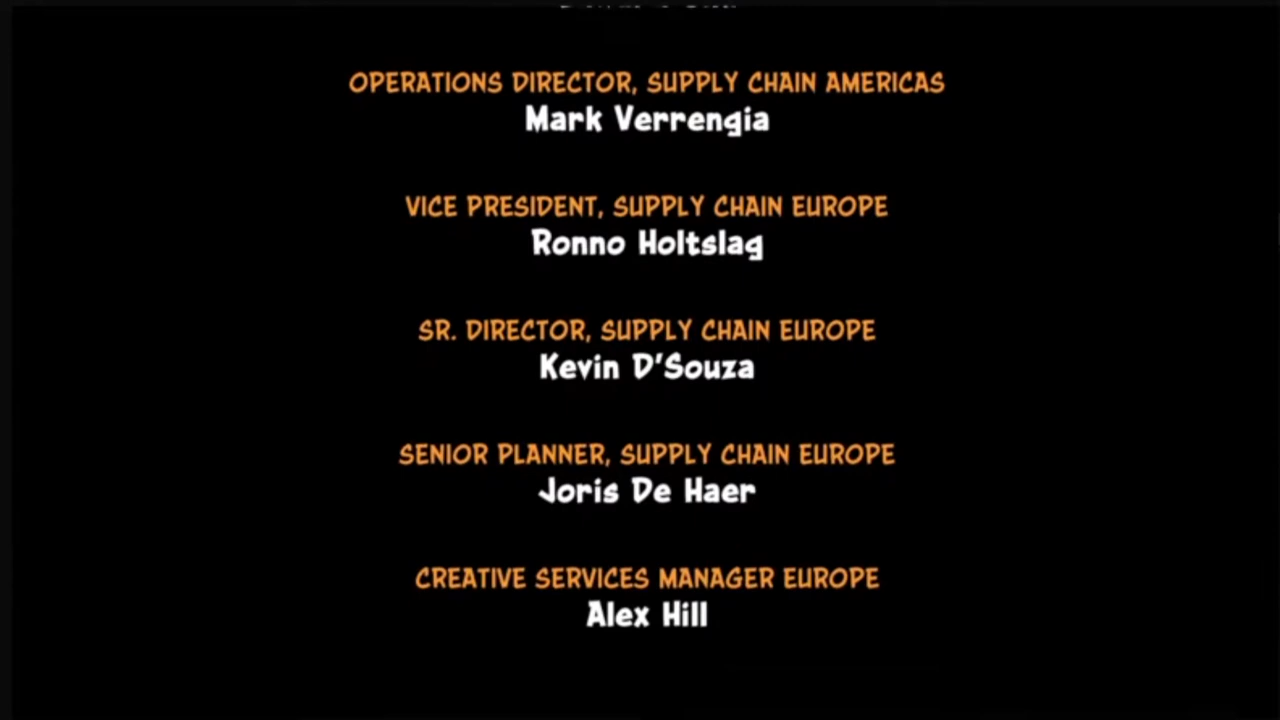 OPERATIONS DIRECTOR, SUPPLY CHAIN AMERICAS
Mark Verrengia
VICE PRESIDENT, SUPPLY CHAIN EUROPE
Ronno Holtslag
SR. DIRECTOR, SUPPLY CHAIN EUROPE
Kevin D'Souza
SENIOR PLANNER, SUPPLY CHAIN EUROPE
Joris De Haer
CREATIVE SERVICES MANAGER EUROPE
Alex Hill